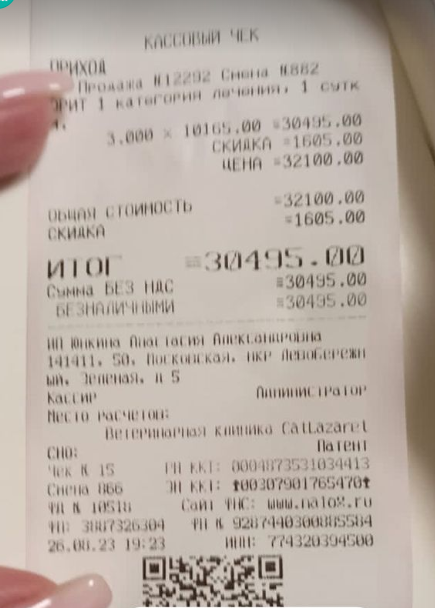 КАССОВЫЙ ЧЕК
ПРИХОД
Продажа №12292 Смена №882
ОРИТ 1 категория лечения, 1 сутк
и.
3.000 × 10165.00 =30495.00
СКИДКА =1605.00
ЦЕНА =32100.00
ОБЩАЯ СТОИМОСТЬ =32100.00
СКИДКА =1605.00
ИТОГ =30495.00
Сумма БЕЗ НДС =30495.00
БЕЗНАЛИЧНЫМИ =30495.00
ИП Юнкина Анастасия Александровна
141411, 50, Московская, мкр Левобережн
ый, Зеленая, д 5
Кассир Администратор
Место расчетов:
Ветеринарная клиника CatLazaret
СНО: Патент
Чек № 15 РН ККТ: 0004873531034413
Смена 866 ЗН ККТ: 00307901765470
ФД № 10518 Сайт ФНС: www.nalog.ru
ФП: 3887326304 ФН № 9287440300885584
26.08.23 19:23 ИНН: 774320394500